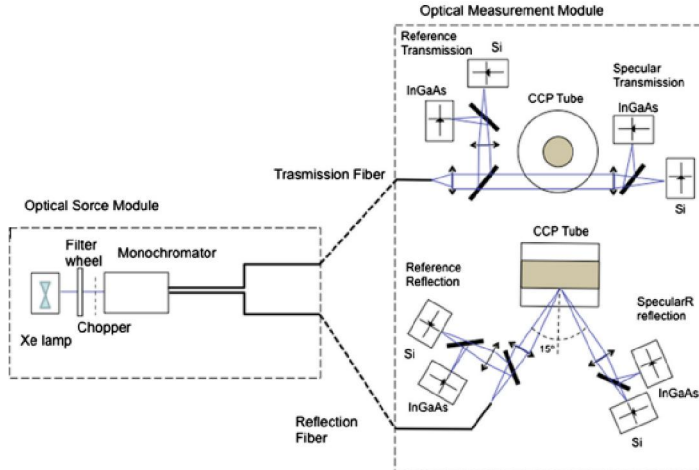 Optical Measurement Module
Reference
Transmission
Si
InGaAs
CCP Tube
Specular
Transmission
InGaAs
Si
Trasmission Fiber
Optical Sorce Module
Filter
wheel
Monochromator
Xe lamp
Chopper
CCP Tube
Reference
Reflection
Si
InGaAs
15°
SpecularR
reflection
InGaAs
Si
Reflection
Fiber